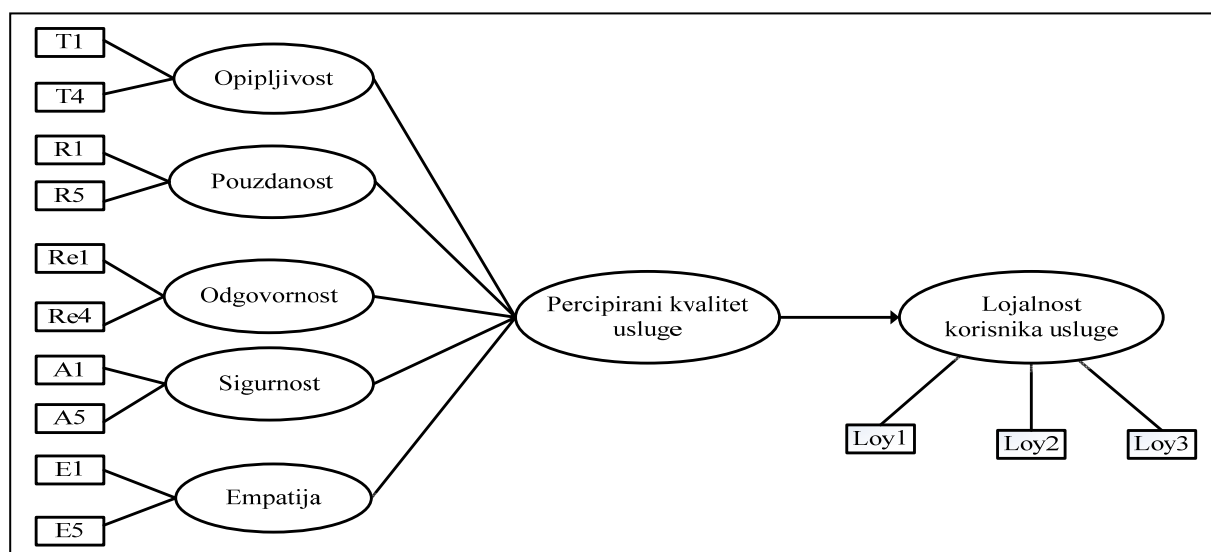 T1
Opipljivost
T4
R1
Pouzdanost
R5
Re1
Odgovornost
Re4
A1
Sigurnost
A5
E1
Empatija
E5
Percipirani kvalitet
usluge
Lojalnost
korisnika usluge
Loy1
Loy2
Loy3